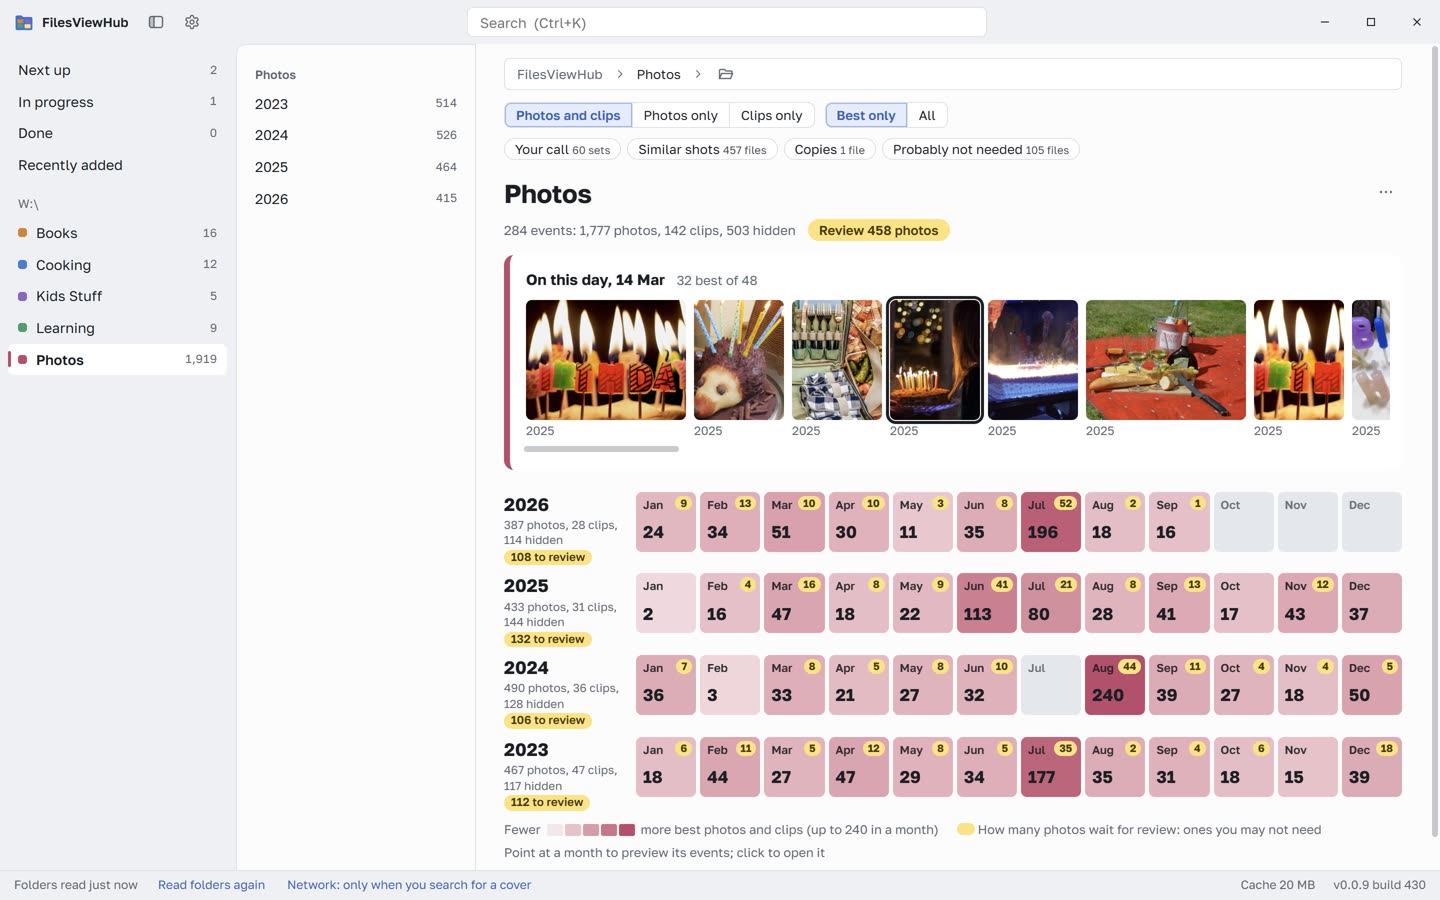 FilesViewHub
Search (Ctrl+K)
Next up 2
In progress 1
Done 0
Recently added
W:\
Books 16
Cooking 12
Kids Stuff 5
Learning 9
Photos 1,919
Photos
2023 514
2024 526
2025 464
2026 415
FilesViewHub > Photos >
Photos and clips Photos only Clips only Best only All
Your call 60 sets Similar shots 457 files Copies 1 file Probably not needed 105 files
Photos
284 events: 1,777 photos, 142 clips, 503 hidden Review 458 photos
On this day, 14 Mar 32 best of 48
2025 2025 2025 2025 2025 2025 2025 2025
2026
387 photos, 28 clips,
114 hidden
108 to review
Jan 9 Feb 13 Mar 10 Apr 10 May 3 Jun 8 Jul 52 Aug 2 Sep 1 Oct Nov Dec
24 34 51 30 11 35 196 18 16
2025
433 photos, 31 clips,
144 hidden
132 to review
Jan Feb 4 Mar 16 Apr 8 May 9 Jun 41 Jul 21 Aug 8 Sep 13 Oct Nov 12 Dec
2 16 47 18 22 113 80 28 41 17 43 37
2024
490 photos, 36 clips,
128 hidden
106 to review
Jan 7 Feb Mar 8 Apr 5 May 8 Jun 10 Jul Aug 44 Sep 11 Oct 4 Nov 4 Dec 5
36 3 33 21 27 32 240 39 27 18 50
2023
467 photos, 47 clips,
117 hidden
112 to review
Jan 6 Feb 11 Mar 5 Apr 12 May 8 Jun 5 Jul 35 Aug 2 Sep 4 Oct 6 Nov Dec 18
18 44 27 47 29 34 177 35 31 18 15 39
Fewer more best photos and clips (up to 240 in a month) How many photos wait for review: ones you may not need
Point at a month to preview its events; click to open it
Folders read just now Read folders again Network: only when you search for a cover Cache 20 MB v0.0.9 build 430